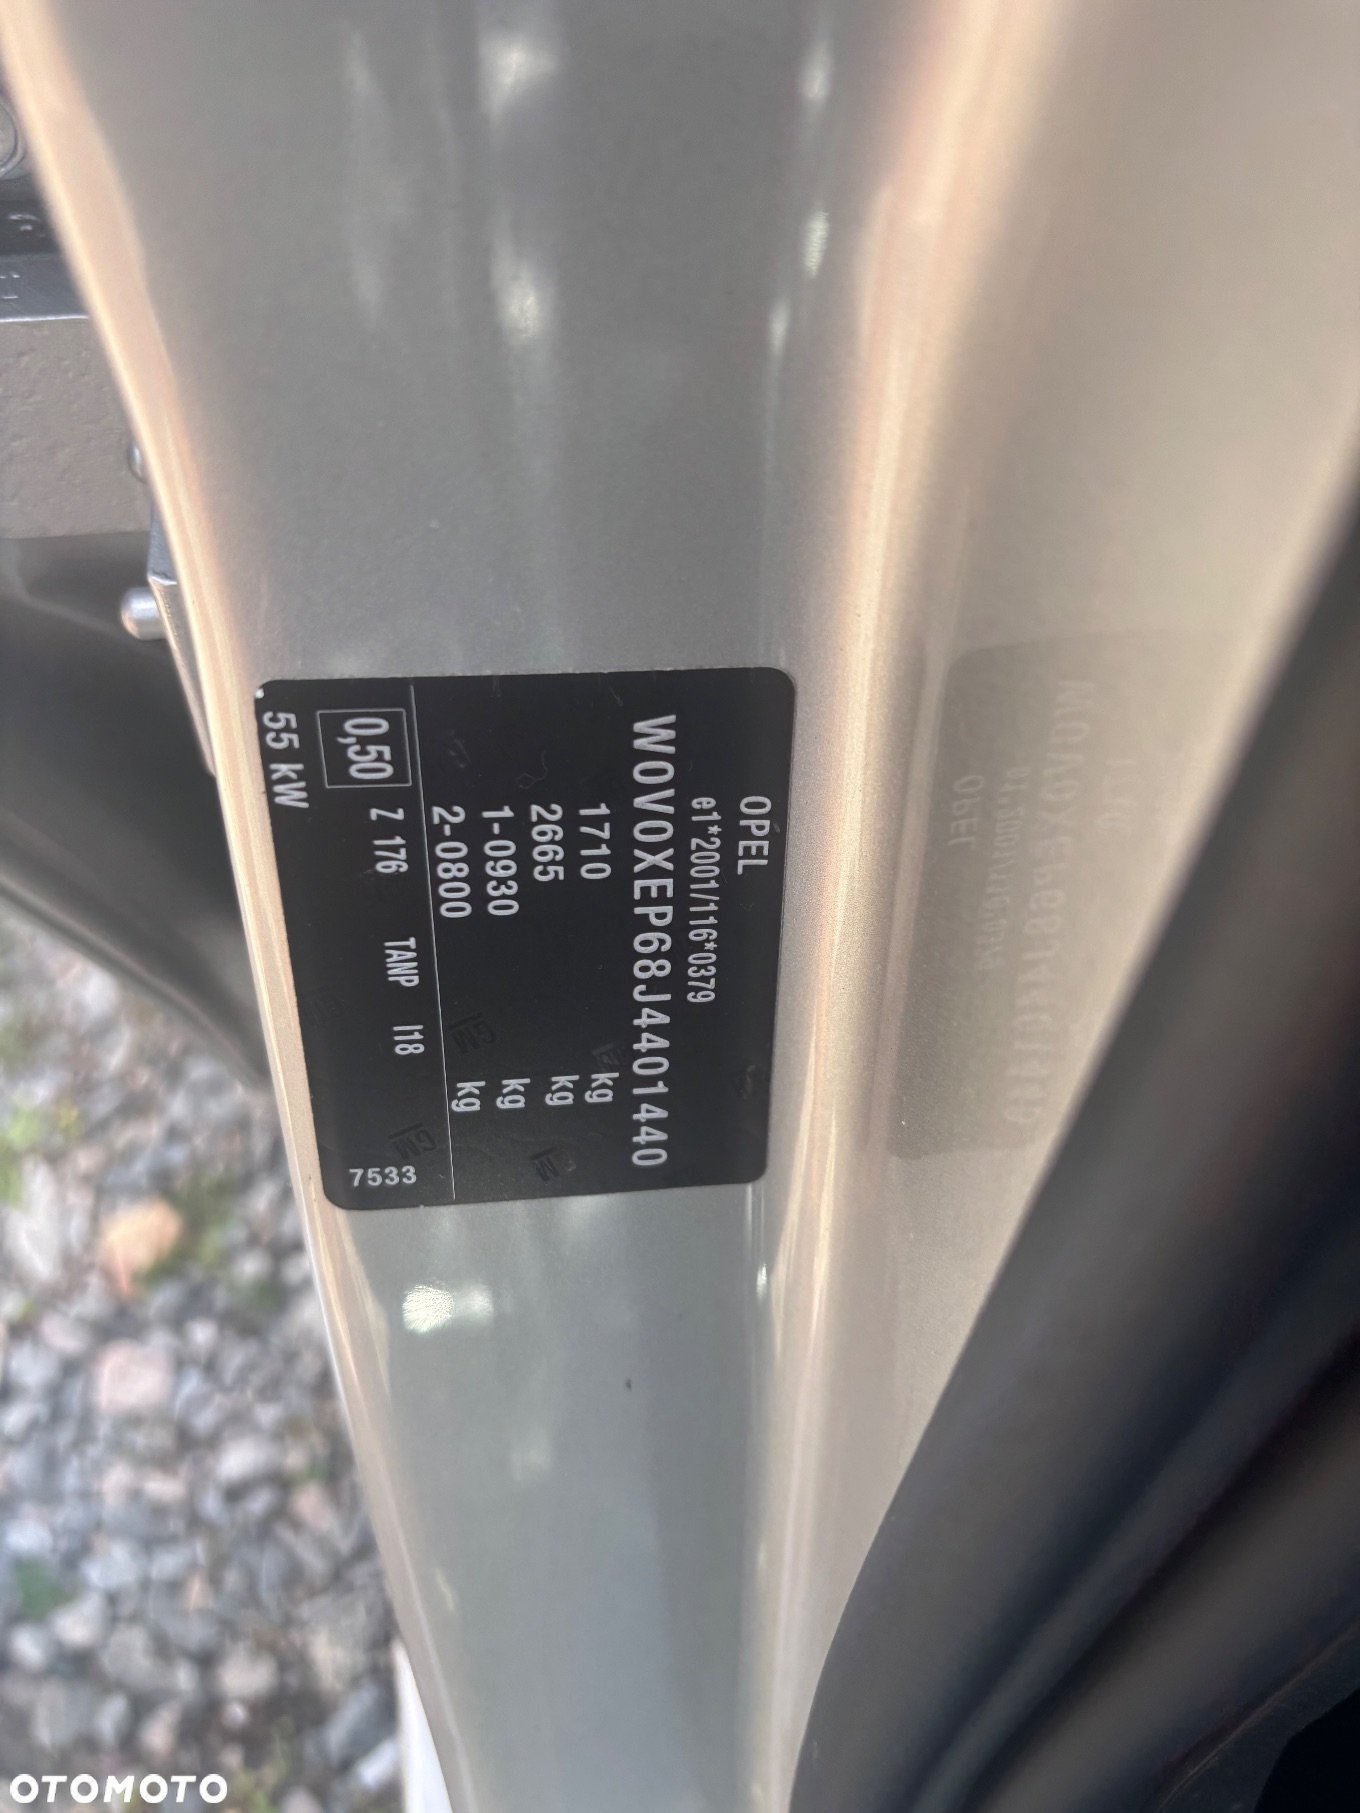 OPEL
e1*2001/116*0379
W0V0XEP68J4401440
1710 kg
2665 kg
1-0930 kg
2-0800 kg
0,50 Z 176 TANP I18 7533
55 kW
OTOMOTO